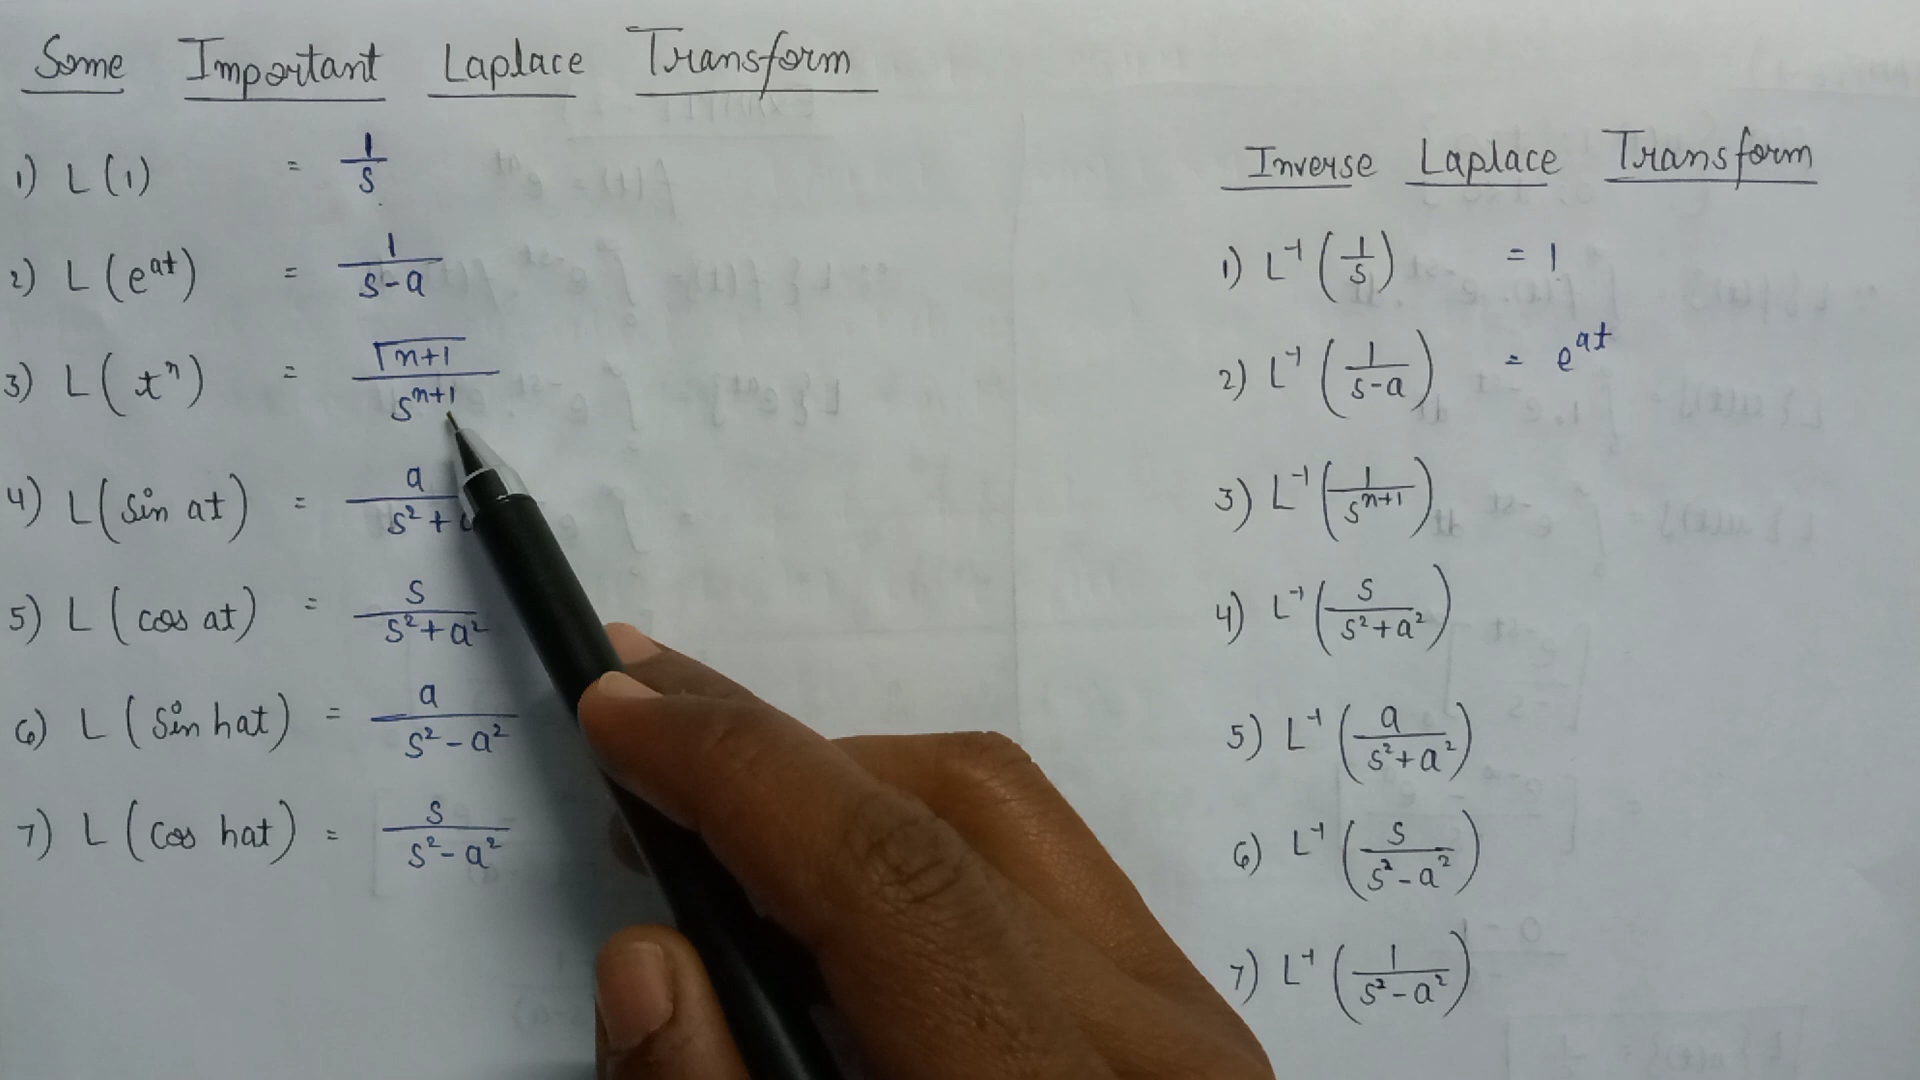 Some Important Laplace Transform
1) L(1) = 1/s
2) L(e^at) = 1/(s-a)
3) L(t^n) = Γn+1/s^(n+1)
4) L(sin at) = a/(s²+
5) L(cos at) = s/(s²+a²)
6) L(sin hat) = a/(s²-a²)
7) L(cos hat) = s/(s²-a²)
Inverse Laplace Transform
1) L⁻¹(1/s) = 1
2) L⁻¹(1/(s-a)) = e^at
3) L⁻¹(1/s^(n+1))
4) L⁻¹(s/(s²+a²))
5) L⁻¹(a/(s²+a²))
6) L⁻¹(s/(s²-a²))
7) L⁻¹(1/(s²-a²))